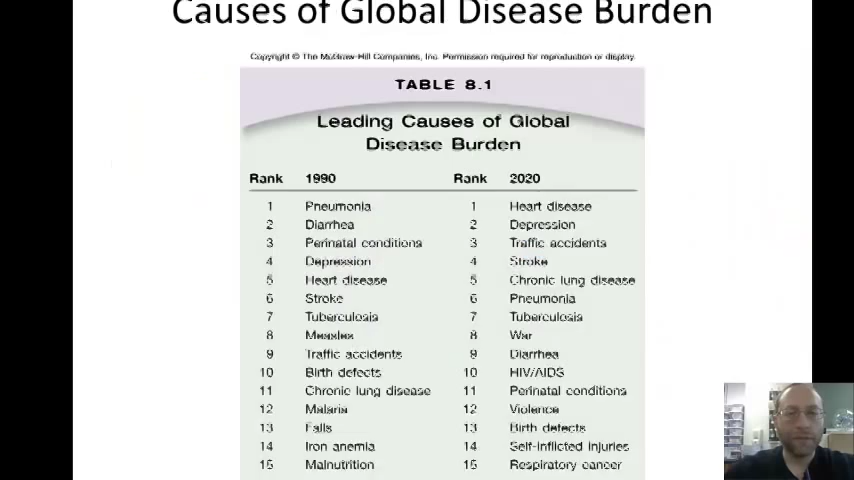 Causes of Global Disease Burden
Copyright © The McGraw-Hill Companies, Inc. Permission required for reproduction or display.
TABLE 8.1
Leading Causes of Global
Disease Burden
Rank 1990 Rank 2020
1 Pneumonia 1 Heart disease
2 Diarrhea 2 Depression
3 Perinatal conditions 3 Traffic accidents
4 Depression 4 Stroke
5 Heart disease 5 Chronic lung disease
6 Stroke 6 Pneumonia
7 Tuberculosis 7 Tuberculosis
8 Measles 8 War
9 Traffic accidents 9 Diarrhea
10 Birth defects 10 HIV/AIDS
11 Chronic lung disease 11 Perinatal conditions
12 Malaria 12 Violence
13 Falls 13 Birth defects
14 Iron anemia 14 Self-inflicted injuries
15 Malnutrition 15 Respiratory cancer